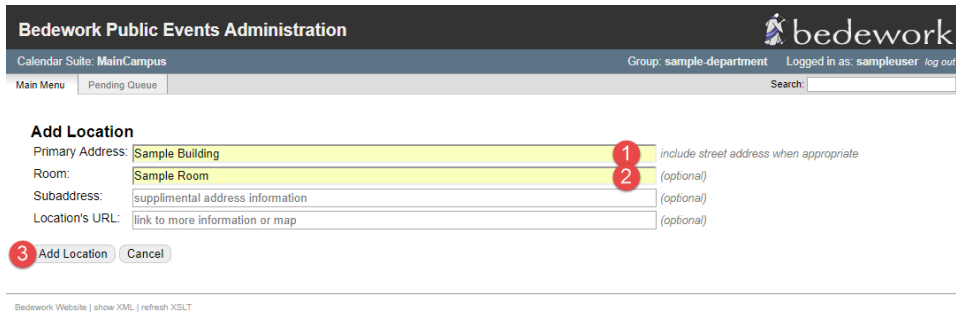 Bedework Public Events Administration bedework
Calendar Suite: MainCampus Group: sample-department Logged in as: sampleuser log out
Main Menu Pending Queue Search:
Add Location
Primary Address: Sample Building 1 include street address when appropriate
Room: Sample Room 2 (optional)
Subaddress: supplimental address information (optional)
Location's URL: link to more information or map (optional)
3 Add Location Cancel
Bedework Website | show XML | refresh XSLT